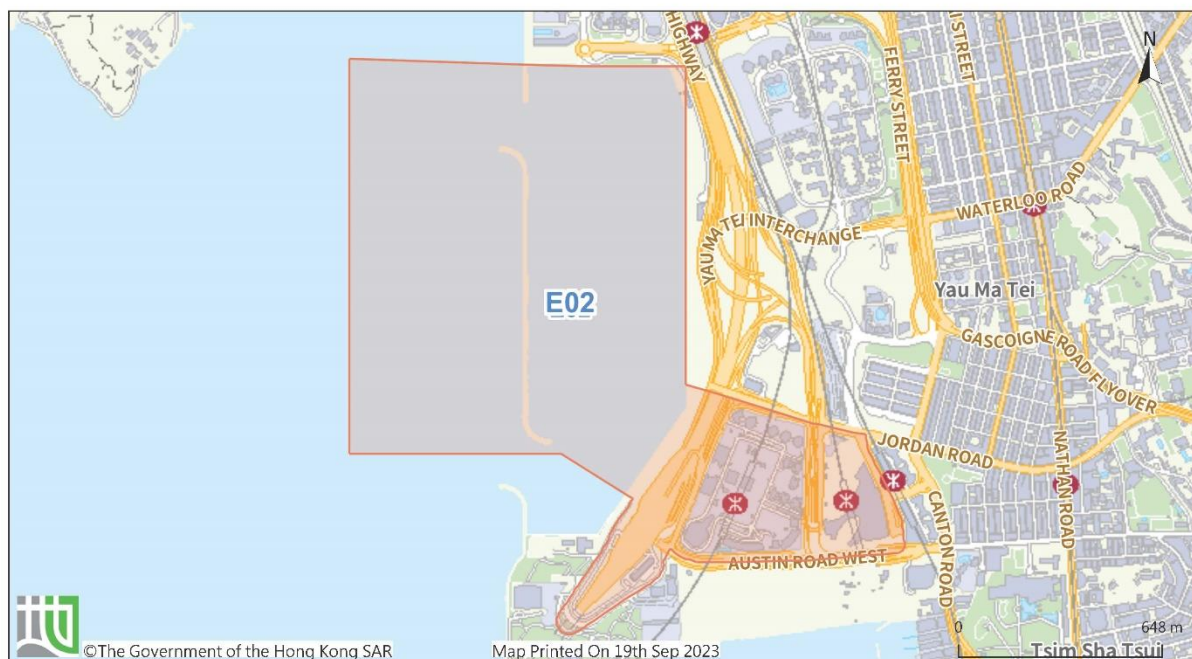 HIGHWAY
N
FERRY STREET
I STREET
WATERLOO ROAD
YAU MA TEI INTERCHANGE
E02
Yau Ma Tei
GASCOIGNE ROAD FLYOVER
JORDAN ROAD
NATHAN ROAD
CANTON ROAD
AUSTIN ROAD WEST
0
648 m
©The Government of the Hong Kong SAR
Map Printed On 19th Sep 2023
Tsim Sha Tsui